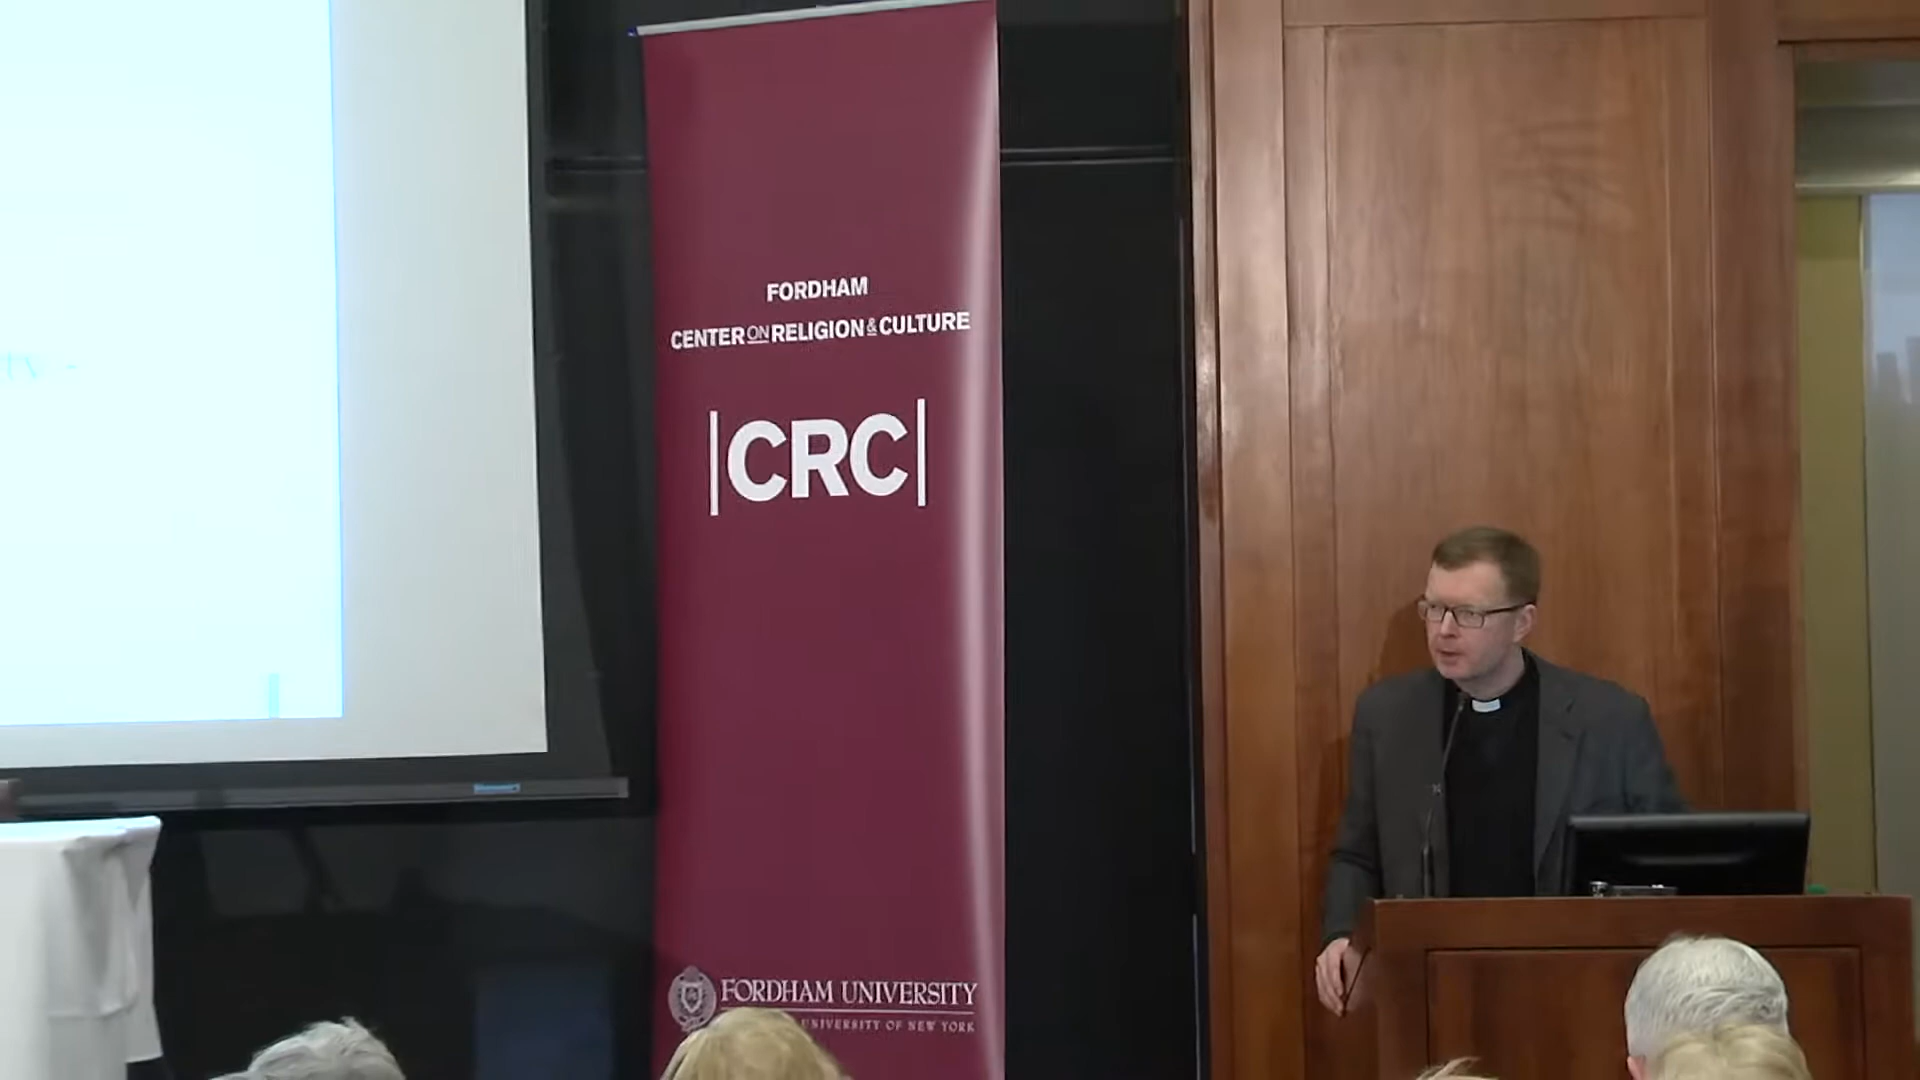 FORDHAM
CENTER ON RELIGION & CULTURE
|CRC|
FORDHAM UNIVERSITY
UNIVERSITY OF NEW YORK